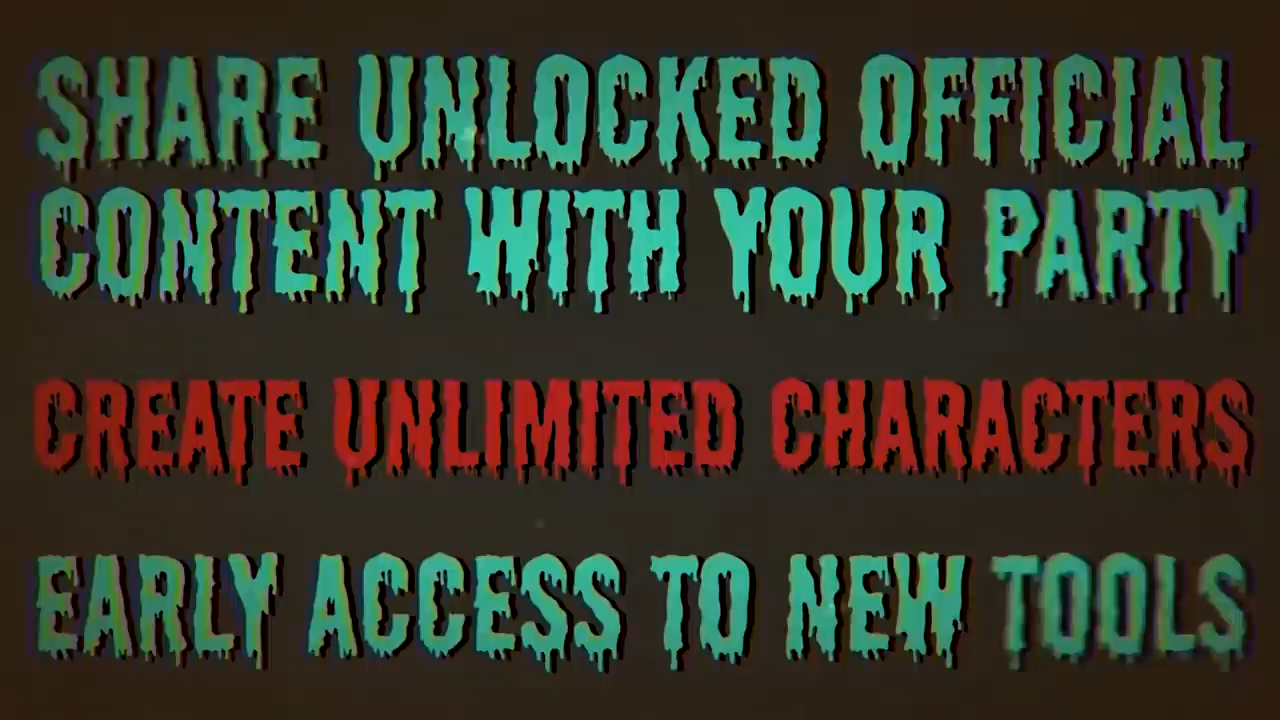 SHARE UNLOCKED OFFICIAL
CONTENT WITH YOUR PARTY
CREATE UNLIMITED CHARACTERS
EARLY ACCESS TO NEW TOOLS